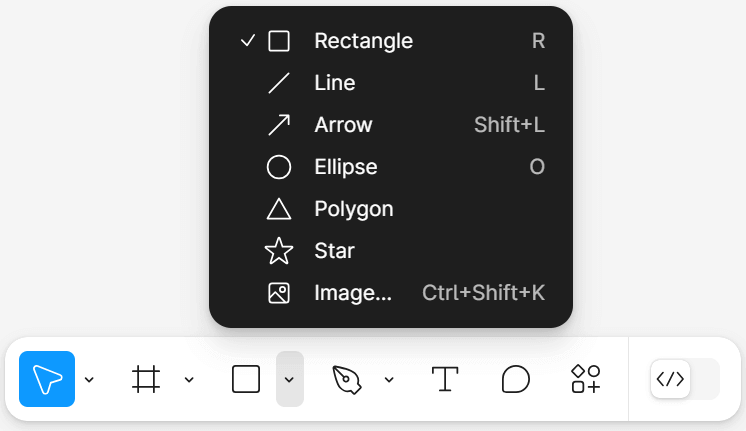 Rectangle R
Line L
Arrow Shift+L
Ellipse O
Polygon
Star
Image... Ctrl+Shift+K